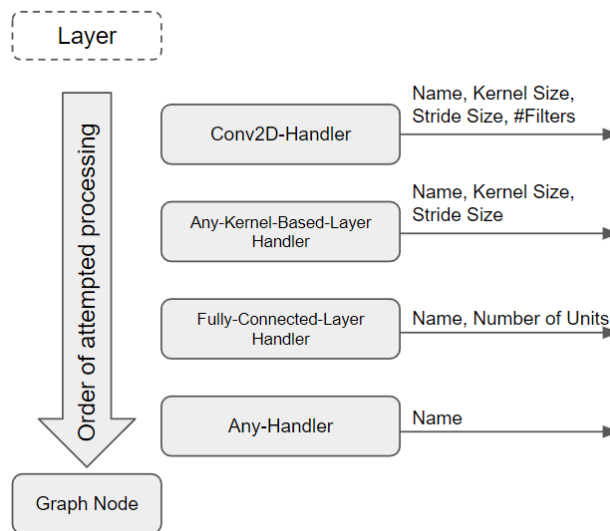 Layer
Order of attempted processing
Conv2D-Handler
Name, Kernel Size,
Stride Size, #Filters
Any-Kernel-Based-Layer
Handler
Name, Kernel Size,
Stride Size
Fully-Connected-Layer
Handler
Name, Number of Units
Any-Handler
Name
Graph Node